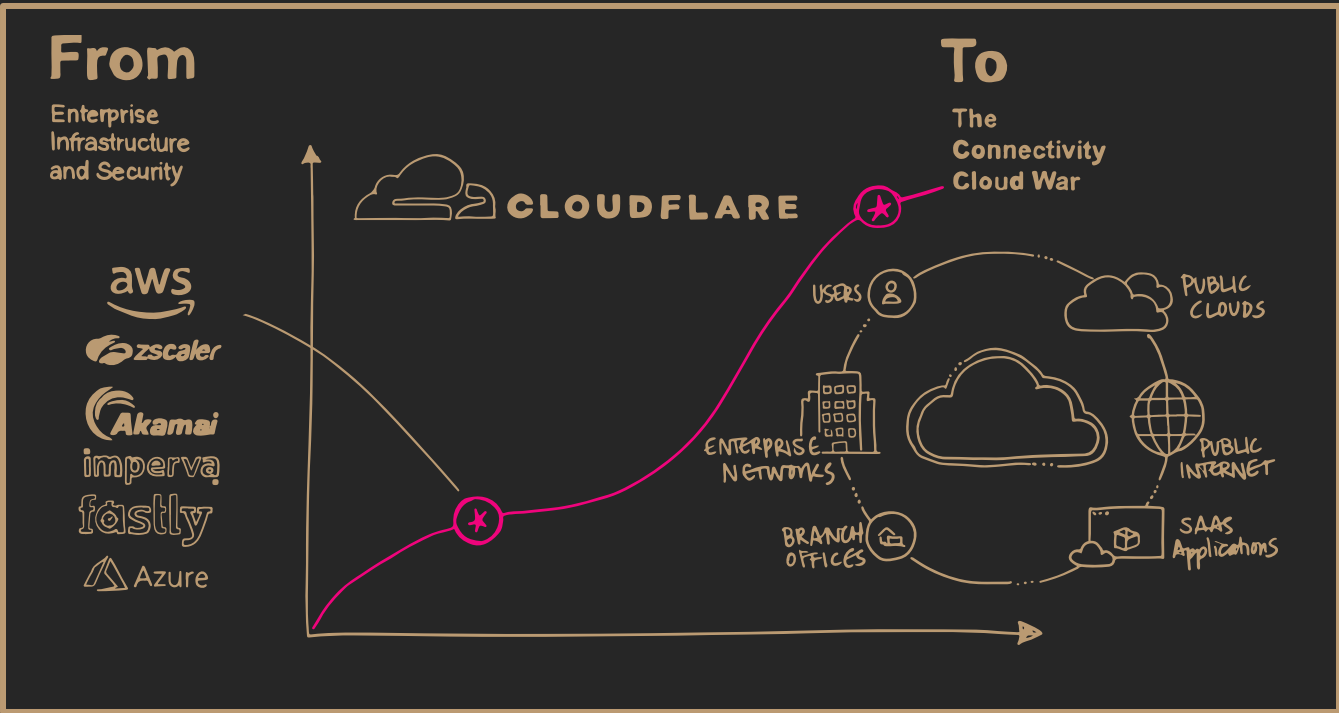 From
Enterprise
Infrastructure
and Security
To
The
Connectivity
Cloud War
CLOUDFLARE
aws
zscaler
Akamai
imperva
fastly
Azure
USERS
PUBLIC
CLOUDS
ENTERPRISE
NETWORKS
PUBLIC
INTERNET
BRANCH
OFFICES
SAAS
Applications